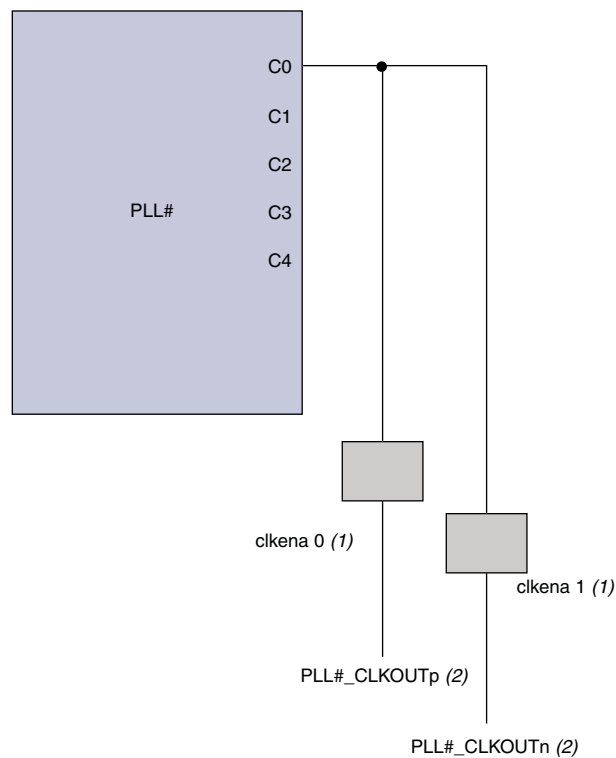 C0
C1
C2
PLL#
C3
C4
clkena 0 (1)
clkena 1 (1)
PLL#_CLKOUTp (2)
PLL#_CLKOUTn (2)